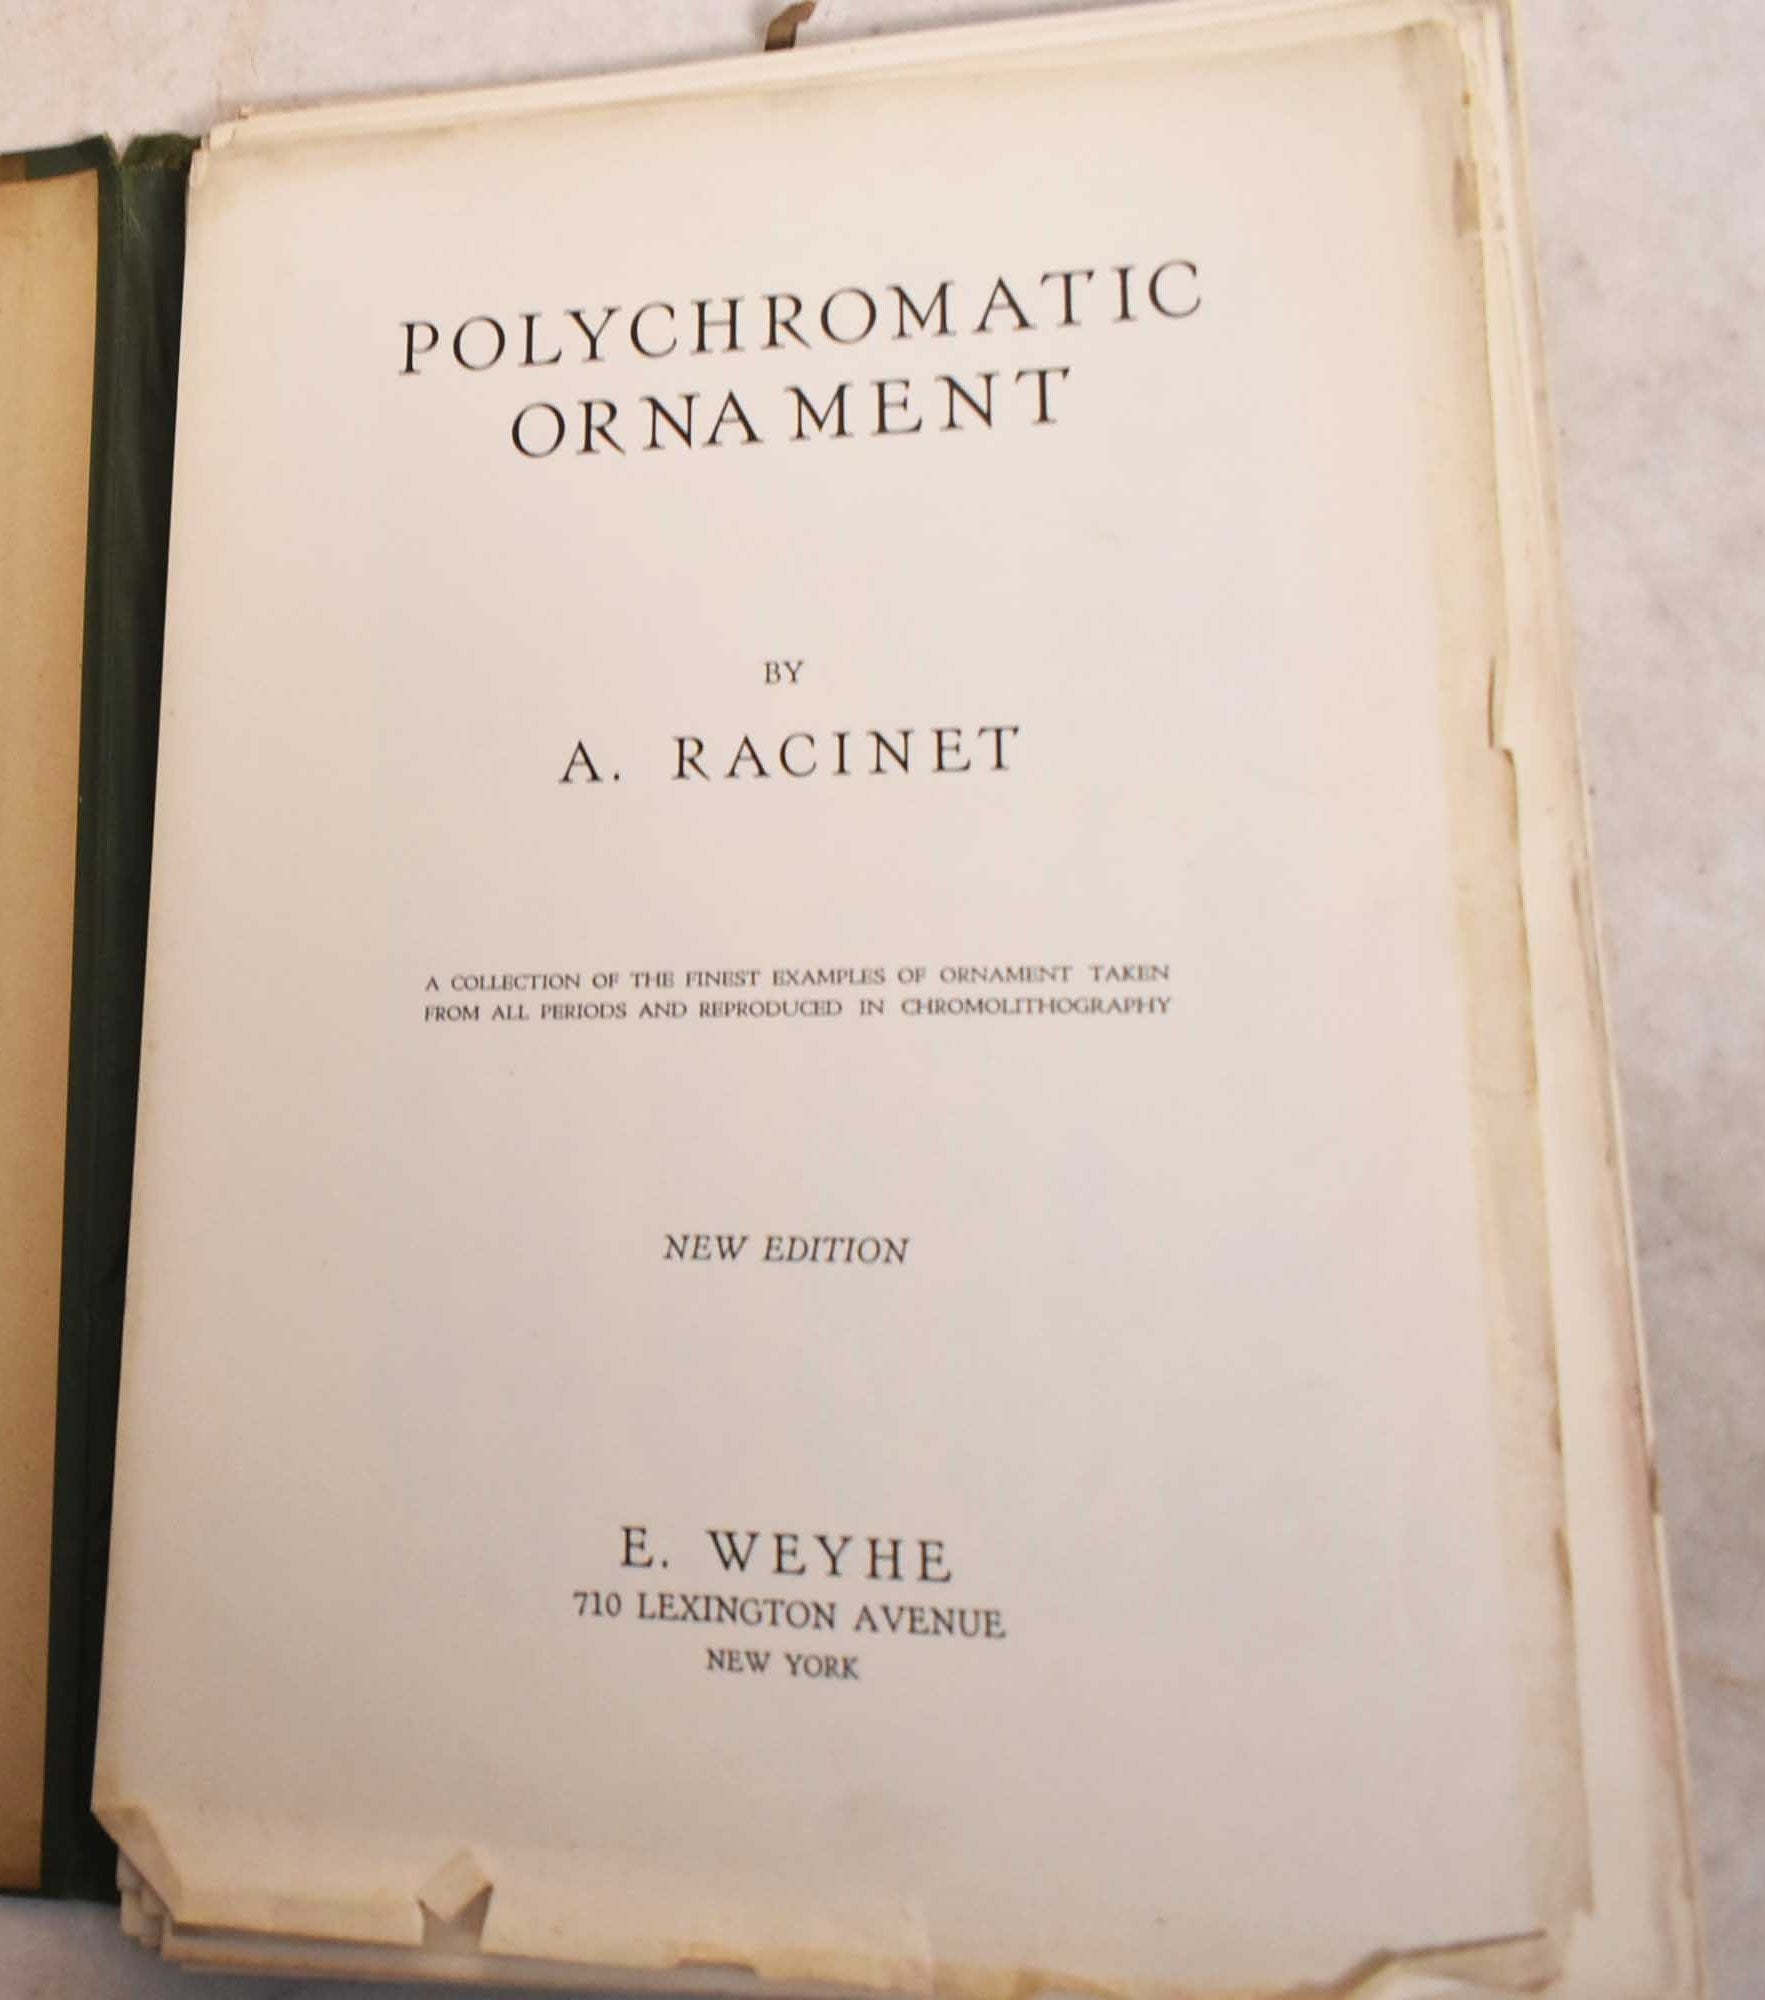 POLYCHROMATIC
ORNAMENT
BY
A. RACINET
A COLLECTION OF THE FINEST EXAMPLES OF ORNAMENT TAKEN
FROM ALL PERIODS AND REPRODUCED IN CHROMOLITHOGRAPHY
NEW EDITION
E. WEYHE
710 LEXINGTON AVENUE
NEW YORK